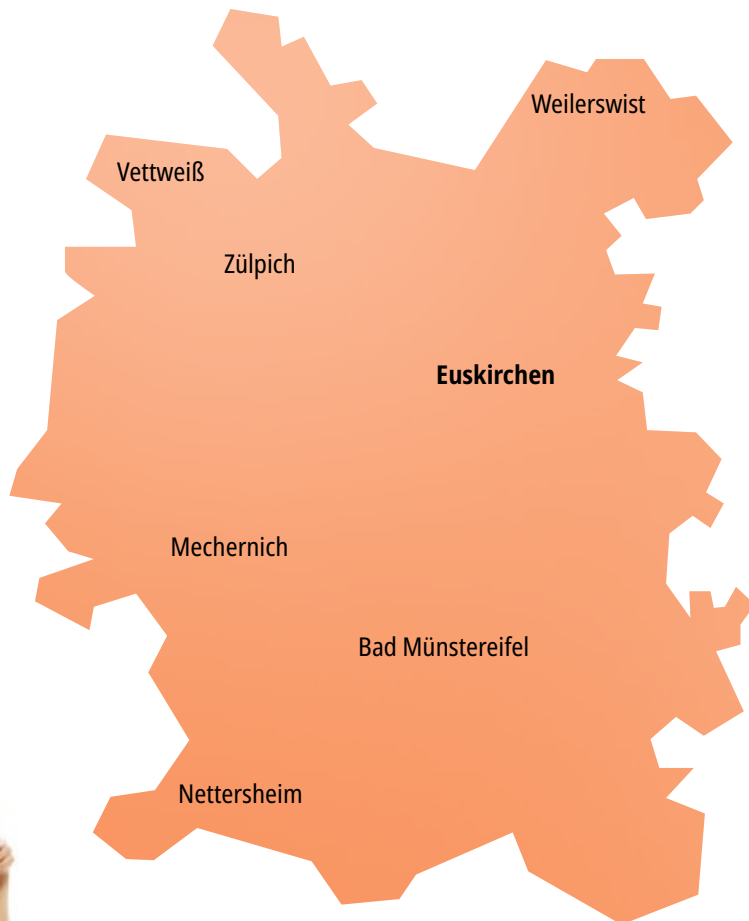 Weilerswist
Vettweiß
Zülpich
Euskirchen
Mechernich
Bad Münstereifel
Nettersheim